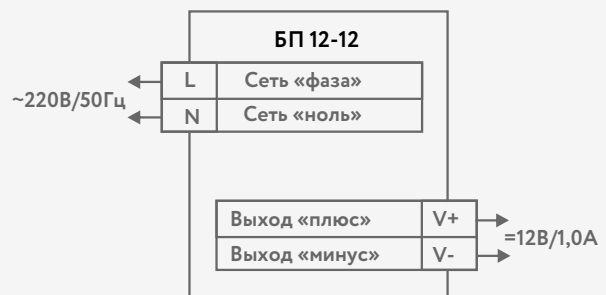 БП 12-12
L Сеть «фаза»
~220В/50Гц
N Сеть «ноль»
Выход «плюс» V+
=12В/1,0А
Выход «минус» V-